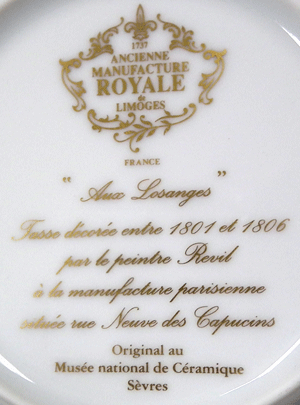 1737
ANCIENNE
MANUFACTURE
ROYALE
de
LIMOGES
FRANCE
" Aux Losanges "
Tasse décorée entre 1801 et 1806
par le peintre Revil
à la manufacture parisienne
située rue Neuve des Capucins
Original au
Musée national de Céramique
Sèvres